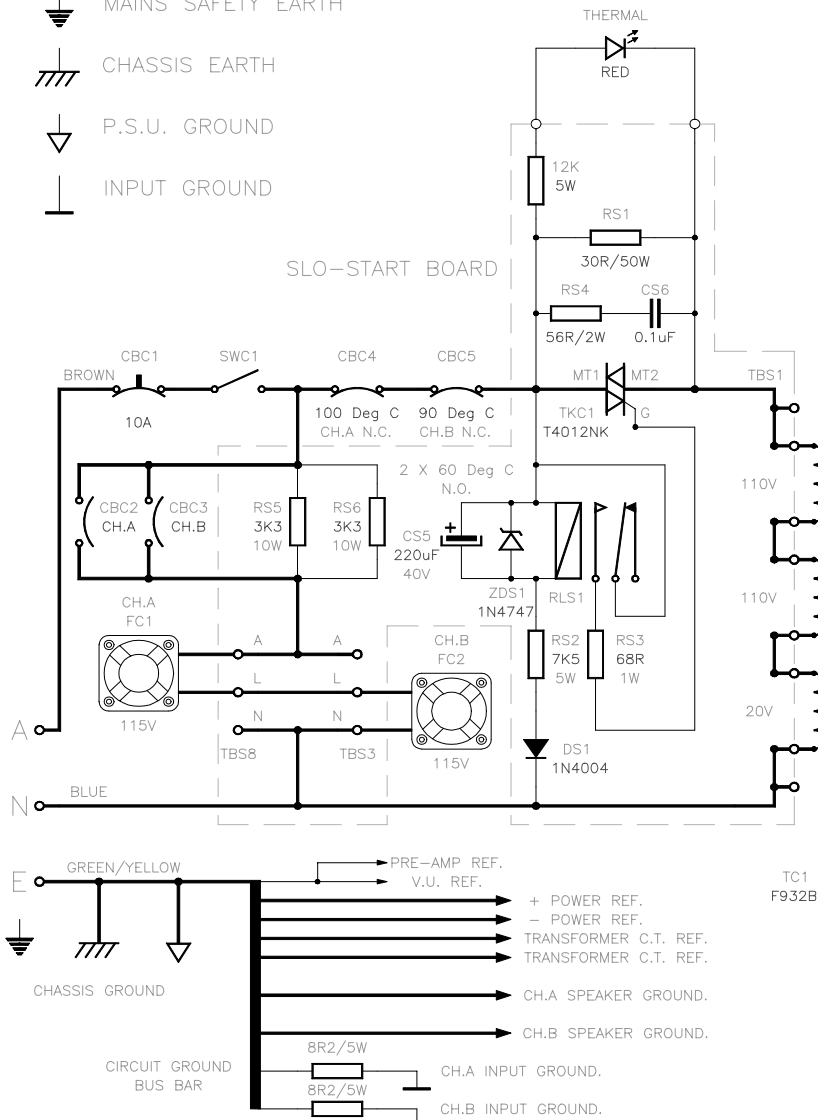 MAINS SAFETY EARTH
CHASSIS EARTH
P.S.U. GROUND
INPUT GROUND
THERMAL
RED
12K
5W
RS1
30R/50W
SLO-START BOARD
RS4
CS6
56R/2W
0.1uF
BROWN
CBC1
10A
SWC1
CBC4
100 Deg C
CH.A N.C.
CBC5
90 Deg C
CH.B N.C.
MT1
MT2
TKC1
G
T4012NK
TBS1
CBC2
CH.A
CBC3
CH.B
RS5
3K3
10W
RS6
3K3
10W
2 X 60 Deg C
N.O.
CS5
+
220uF
40V
ZDS1
1N4747
RLS1
110V
110V
20V
RS2
7K5
5W
RS3
68R
1W
DS1
1N4004
CH.A
FC1
115V
A
A
L
L
N
N
TBS8
TBS3
CH.B
FC2
115V
A
N
BLUE
E
GREEN/YELLOW
CHASSIS GROUND
PRE-AMP REF.
V.U. REF.
+ POWER REF.
- POWER REF.
TRANSFORMER C.T. REF.
TRANSFORMER C.T. REF.
CH.A SPEAKER GROUND.
CH.B SPEAKER GROUND.
CIRCUIT GROUND
BUS BAR
8R2/5W
CH.A INPUT GROUND.
8R2/5W
CH.B INPUT GROUND.
TC1
F932B